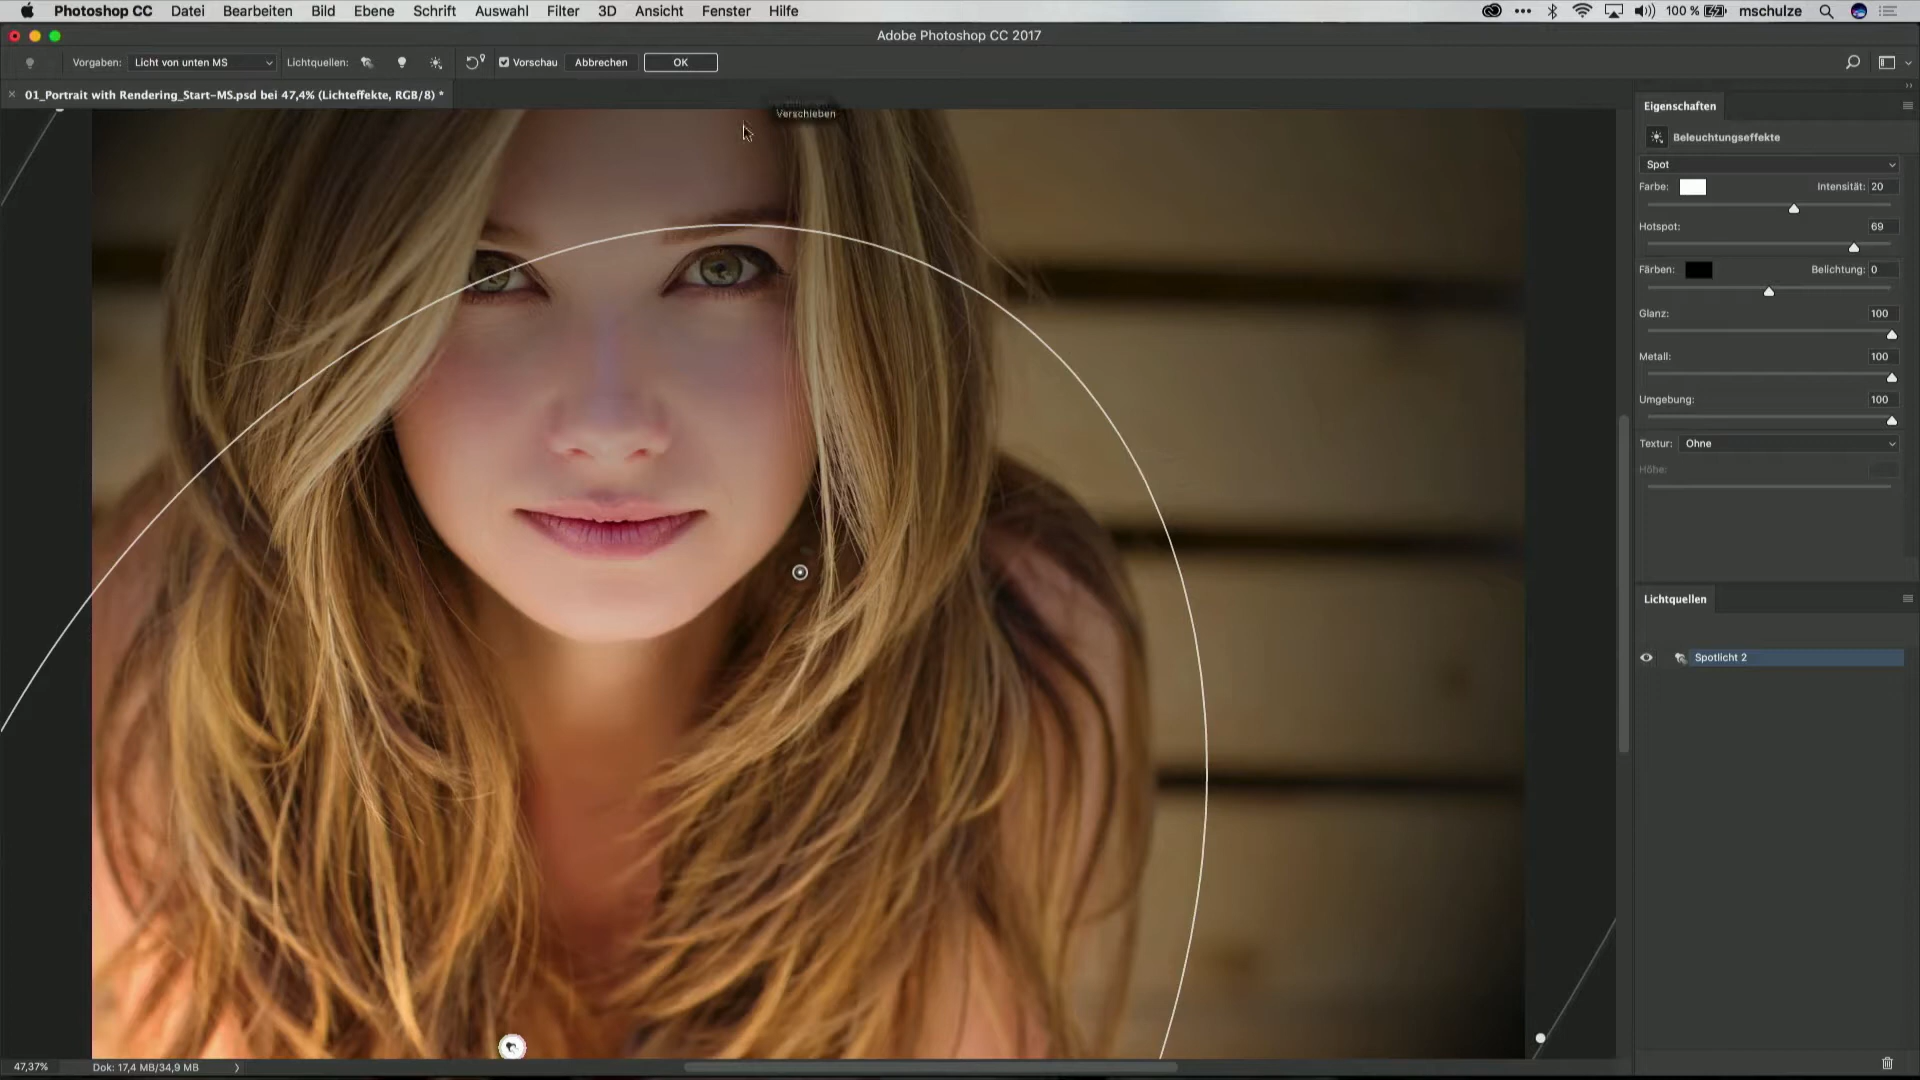 Photoshop CC Datei Bearbeiten Bild Ebene Schrift Auswahl Filter 3D Ansicht Fenster Hilfe 100 % mschulze
Adobe Photoshop CC 2017
Vorgaben: Licht von unten MS Lichtquellen: Vorschau Abbrechen OK
× 01_Portrait with Rendering_Start-MS.psd bei 47,4% (Lichteffekte, RGB/8) *
Verschieben
Eigenschaften
Beleuchtungseffekte
Spot
Farbe: Intensität: 20
Hotspot: 69
Färben: Belichtung: 0
Glanz: 100
Metall: 100
Umgebung: 100
Textur: Ohne
Höhe:
Lichtquellen
Spotlicht 2
47,37% Dok: 17,4 MB/34,9 MB